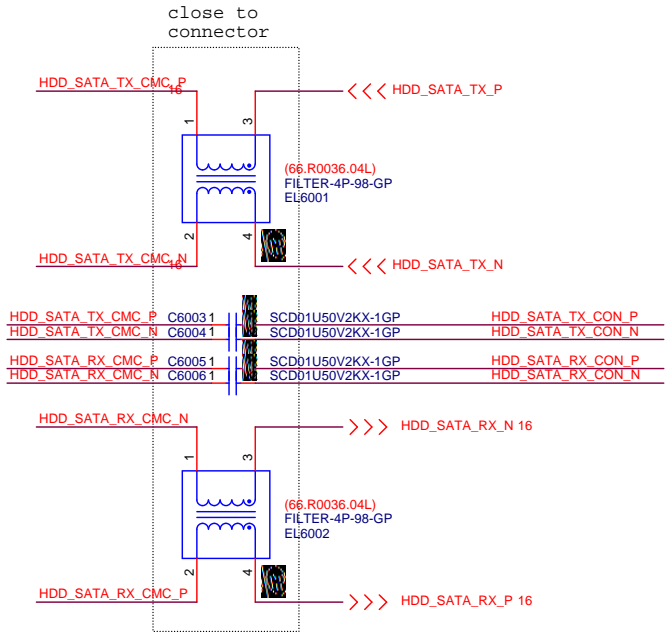 close to
connector
HDD_SATA_TX_CMC_P
16
HDD_SATA_TX_P
1
3
(66.R0036.04L)
FILTER-4P-98-GP
EL6001
2
4
HDD_SATA_TX_CMC_N
16
HDD_SATA_TX_N
HDD_SATA_TX_CMC_P C6003 1 SCD01U50V2KX-1GP HDD_SATA_TX_CON_P
HDD_SATA_TX_CMC_N C6004 1 SCD01U50V2KX-1GP HDD_SATA_TX_CON_N
HDD_SATA_RX_CMC_P C6005 1 SCD01U50V2KX-1GP HDD_SATA_RX_CON_P
HDD_SATA_RX_CMC_N C6006 1 SCD01U50V2KX-1GP HDD_SATA_RX_CON_N
HDD_SATA_RX_CMC_N
HDD_SATA_RX_N 16
1
3
(66.R0036.04L)
FILTER-4P-98-GP
EL6002
2
4
HDD_SATA_RX_CMC_P
HDD_SATA_RX_P 16